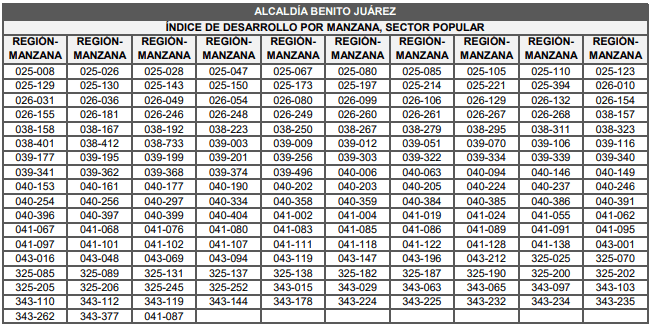 ALCALDÍA BENITO JUÁREZ
ÍNDICE DE DESARROLLO POR MANZANA, SECTOR POPULAR
REGIÓN- REGIÓN- REGIÓN- REGIÓN- REGIÓN- REGIÓN- REGIÓN- REGIÓN- REGIÓN- REGIÓN-
MANZANA MANZANA MANZANA MANZANA MANZANA MANZANA MANZANA MANZANA MANZANA MANZANA
025-008 025-026 025-028 025-047 025-067 025-080 025-085 025-105 025-110 025-123
025-129 025-130 025-143 025-150 025-173 025-197 025-214 025-221 025-394 026-010
026-031 026-036 026-049 026-054 026-080 026-099 026-106 026-129 026-132 026-154
026-155 026-181 026-246 026-248 026-249 026-260 026-261 026-267 026-268 038-157
038-158 038-167 038-192 038-223 038-250 038-267 038-279 038-295 038-311 038-323
038-401 038-412 038-733 039-003 039-009 039-012 039-051 039-070 039-106 039-116
039-177 039-195 039-199 039-201 039-256 039-303 039-322 039-334 039-339 039-340
039-341 039-362 039-368 039-374 039-496 040-006 040-063 040-094 040-146 040-149
040-153 040-161 040-177 040-190 040-202 040-203 040-205 040-224 040-237 040-246
040-254 040-256 040-297 040-334 040-358 040-359 040-384 040-385 040-386 040-391
040-396 040-397 040-399 040-404 041-002 041-004 041-019 041-024 041-055 041-062
041-067 041-068 041-076 041-080 041-083 041-085 041-086 041-089 041-091 041-095
041-097 041-101 041-102 041-107 041-111 041-118 041-122 041-128 041-138 043-001
043-016 043-048 043-069 043-094 043-119 043-147 043-196 043-212 325-025 325-070
325-085 325-089 325-131 325-137 325-138 325-182 325-187 325-190 325-200 325-202
325-205 325-206 325-245 325-252 343-015 343-029 343-063 343-065 343-097 343-103
343-110 343-112 343-119 343-144 343-178 343-224 343-225 343-232 343-234 343-235
343-262 343-377 041-087